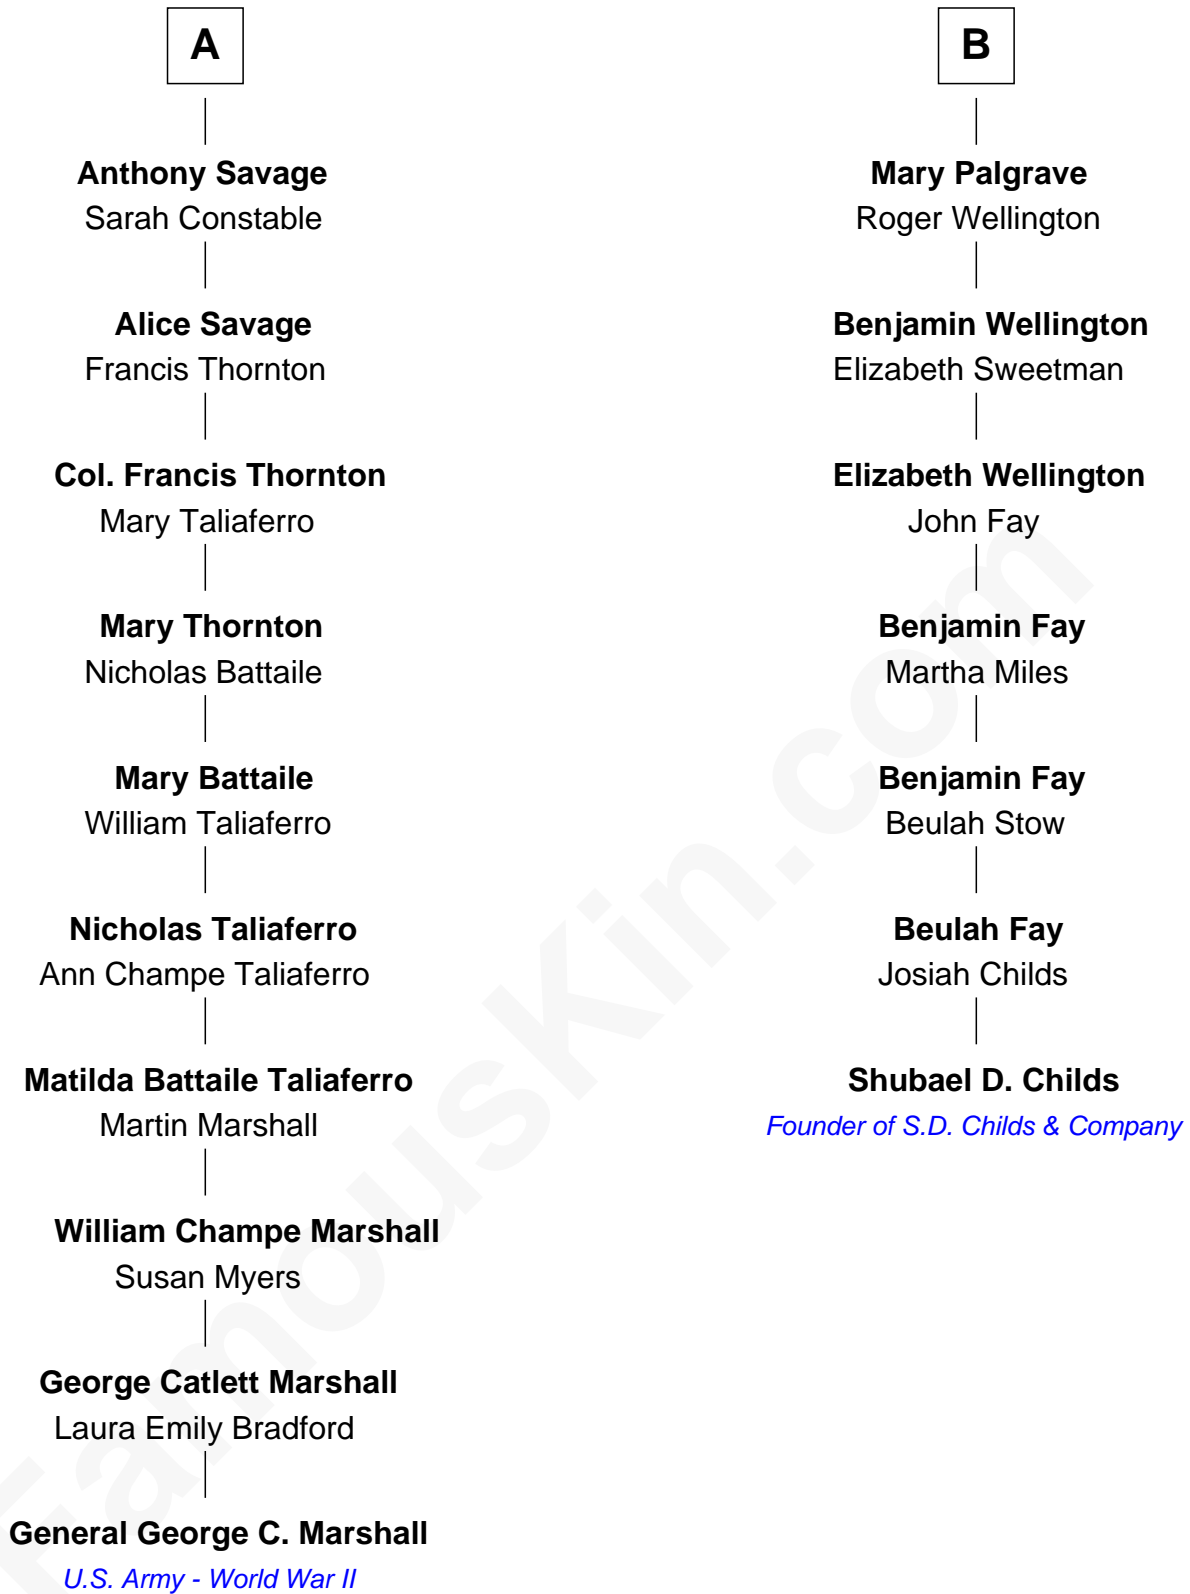 A
Anthony Savage
Sarah Constable
Alice Savage
Francis Thornton
Col. Francis Thornton
Mary Taliaferro
Mary Thornton
Nicholas Battaile
Mary Battaile
William Taliaferro
Nicholas Taliaferro
Ann Champe Taliaferro
Matilda Battaile Taliaferro
Martin Marshall
William Champe Marshall
Susan Myers
George Catlett Marshall
Laura Emily Bradford
General George C. Marshall
U.S. Army - World War II
B
Mary Palgrave
Roger Wellington
Benjamin Wellington
Elizabeth Sweetman
Elizabeth Wellington
John Fay
Benjamin Fay
Martha Miles
Benjamin Fay
Beulah Stow
Beulah Fay
Josiah Childs
Shubael D. Childs
Founder of S.D. Childs & Company
FamousKin.com